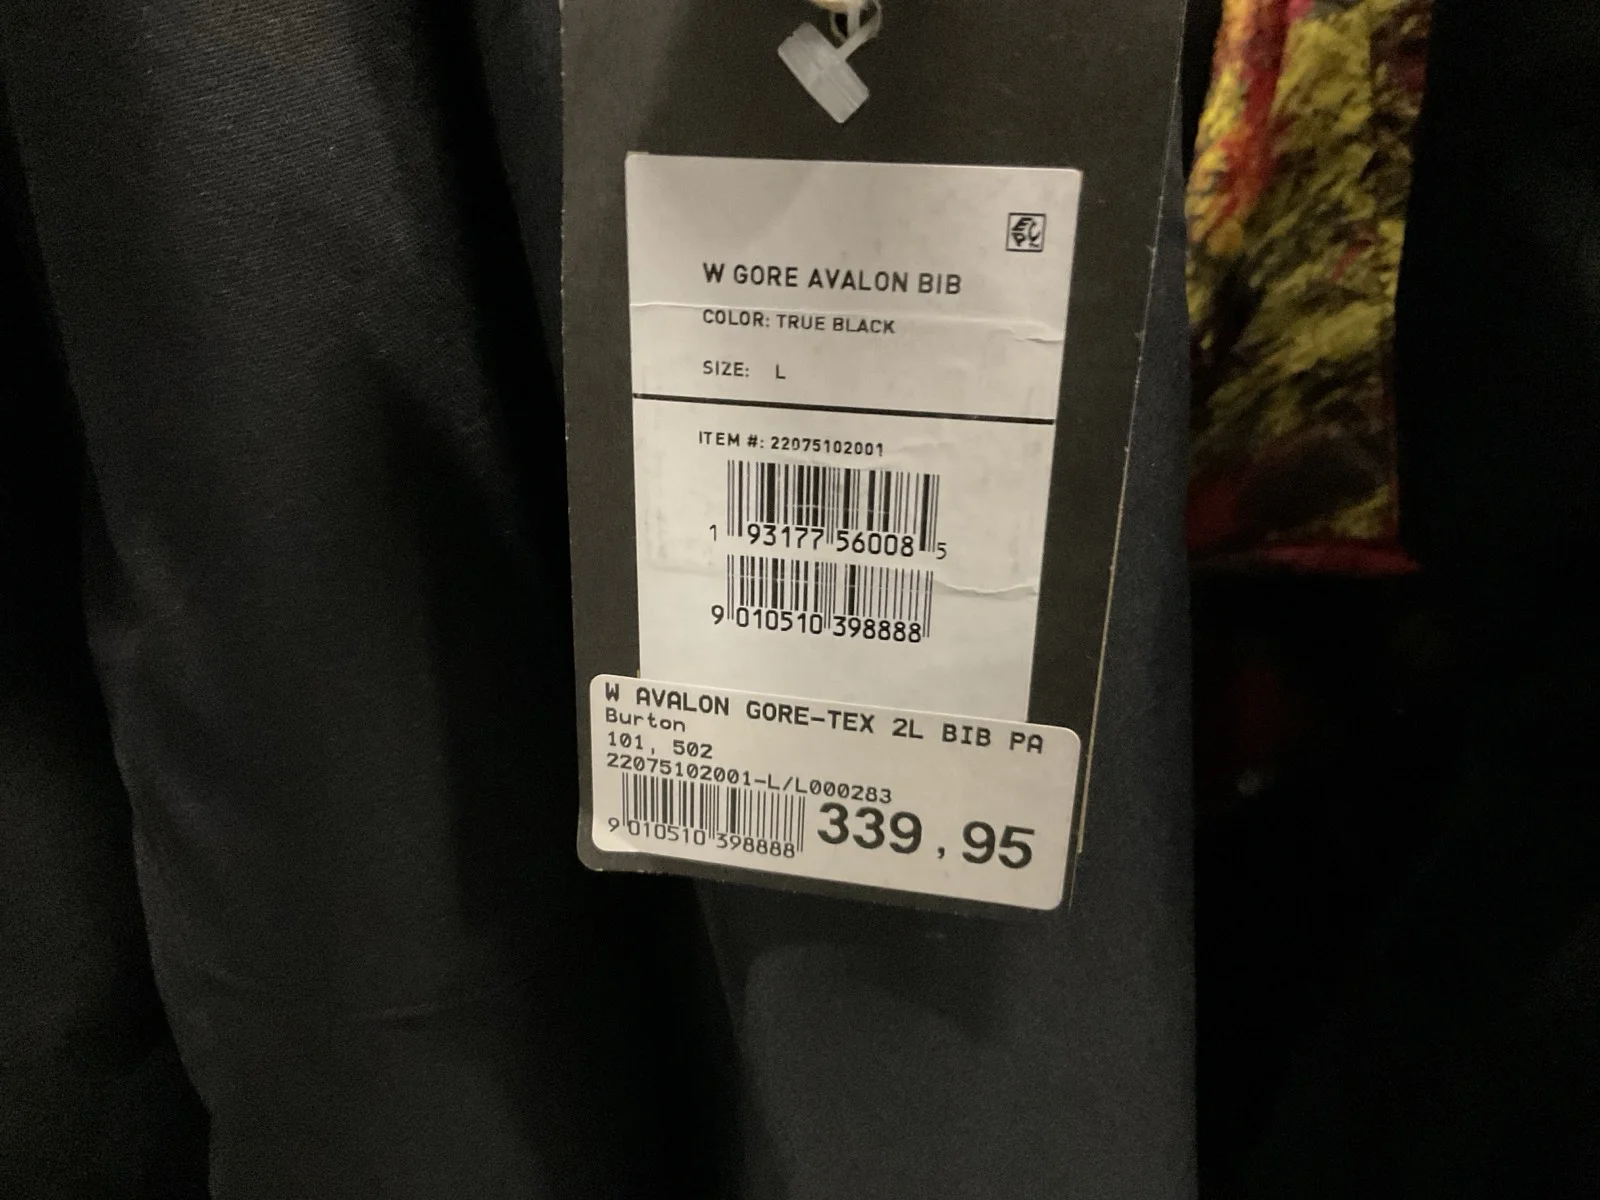 W GORE AVALON BIB
COLOR: TRUE BLACK
SIZE: L
ITEM #: 22075102001
1 93177 56008 5
9 010510 398888
W AVALON GORE-TEX 2L BIB PA
Burton
101, 502
22075102001-L/L000283
9 010510 398888
339,95